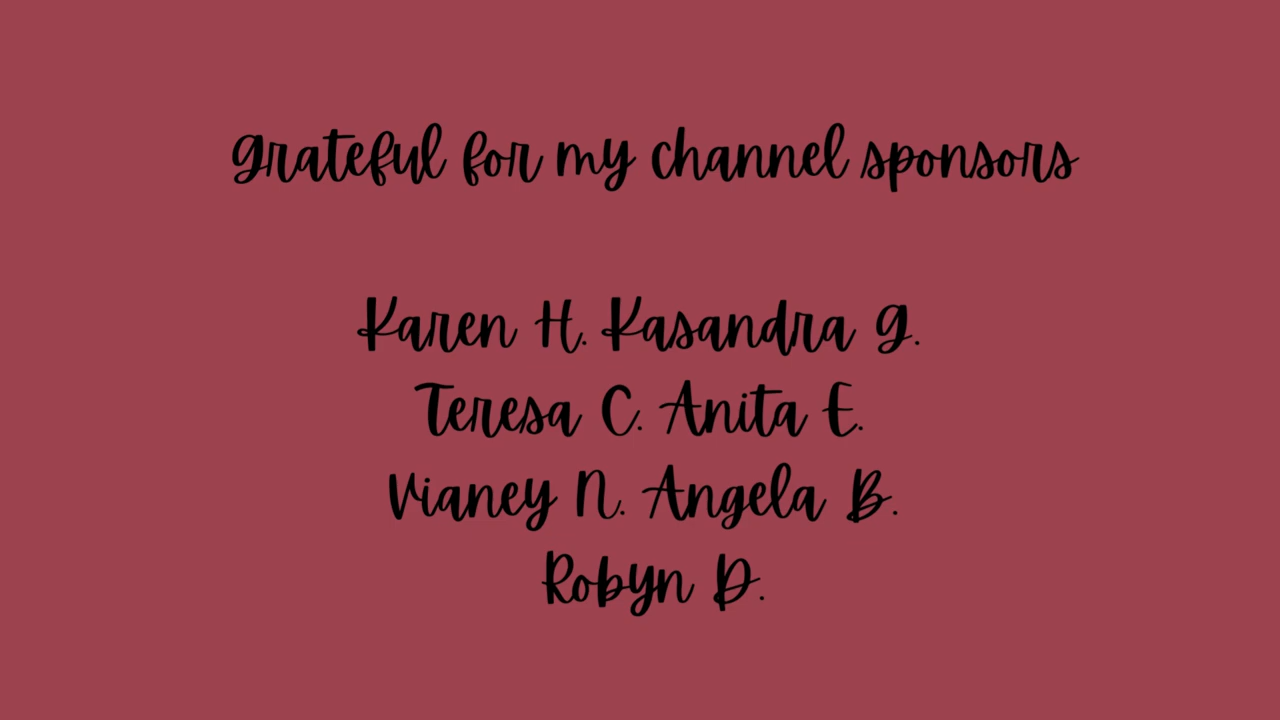 grateful for my channel sponsors
Karen H. Kasandra G.
Teresa C. Anita E.
Vianey N. Angela B.
Robyn D.